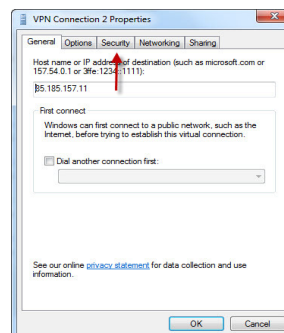 VPN Connection 2 Properties
General Options Security Networking Sharing
Host name or IP address of destination (such as microsoft.com or
157.54.0.1 or 3ffe:1234::1111):
85.185.157.11
First connect
Windows can first connect to a public network, such as the
Internet, before trying to establish this virtual connection.
Dial another connection first:
See our online privacy statement for data collection and use
information.
OK Cancel